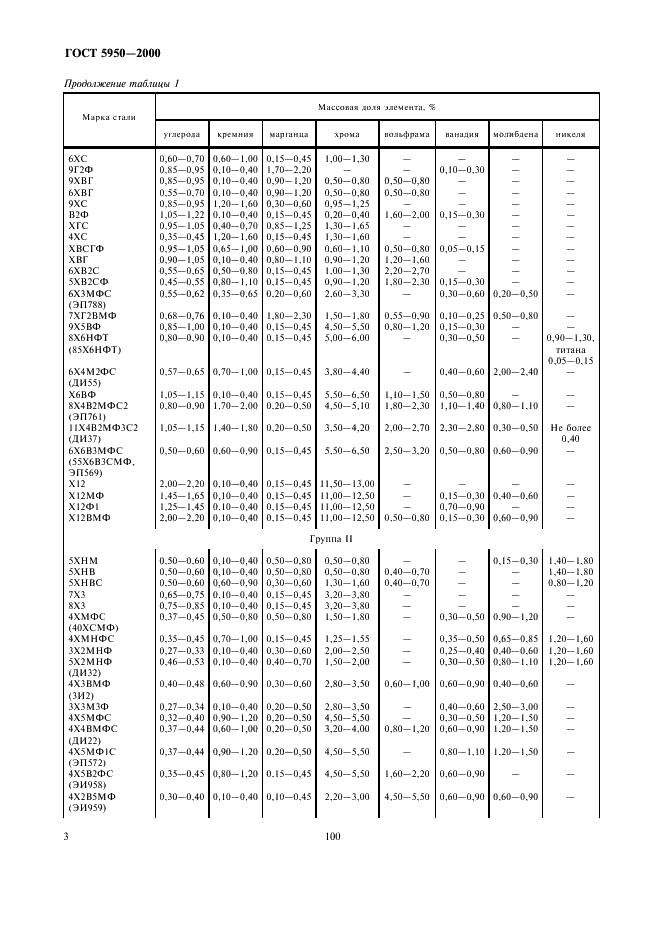 ГОСТ 5950—2000
Продолжение таблицы 1
Марка стали
Массовая доля элемента, %
углерода кремния марганца хрома вольфрама ванадия молибдена никеля
6ХС 0,60—0,70 0,60—1,00 0,15—0,45 1,00—1,30 — — — —
9Г2Ф 0,85—0,95 0,10—0,40 1,70—2,20 — — 0,10—0,30 — —
9ХВГ 0,85—0,95 0,10—0,40 0,90—1,20 0,50—0,80 0,50—0,80 — — —
6ХВГ 0,55—0,70 0,10—0,40 0,90—1,20 0,50—0,80 0,50—0,80 — — —
9ХС 0,85—0,95 1,20—1,60 0,30—0,60 0,95—1,25 — — — —
В2Ф 1,05—1,22 0,10—0,40 0,15—0,45 0,20—0,40 1,60—2,00 0,15—0,30 — —
ХГС 0,95—1,05 0,40—0,70 0,85—1,25 1,30—1,65 — — — —
4ХС 0,35—0,45 1,20—1,60 0,15—0,45 1,30—1,60 — — — —
ХВСГФ 0,95—1,05 0,65—1,00 0,60—0,90 0,60—1,10 0,50—0,80 0,05—0,15 — —
ХВГ 0,90—1,05 0,10—0,40 0,80—1,10 0,90—1,20 1,20—1,60 — — —
6ХВ2С 0,55—0,65 0,50—0,80 0,15—0,45 1,00—1,30 2,20—2,70 — — —
5ХВ2СФ 0,45—0,55 0,80—1,10 0,15—0,45 0,90—1,20 1,80—2,30 0,15—0,30 — —
6Х3МФС 0,55—0,62 0,35—0,65 0,20—0,60 2,60—3,30 — 0,30—0,60 0,20—0,50 —
(ЭП788)
7ХГ2ВМФ 0,68—0,76 0,10—0,40 1,80—2,30 1,50—1,80 0,55—0,90 0,10—0,25 0,50—0,80 —
9Х5ВФ 0,85—1,00 0,10—0,40 0,15—0,45 4,50—5,50 0,80—1,20 0,15—0,30 — —
8Х6НФТ 0,80—0,90 0,10—0,40 0,15—0,45 5,00—6,00 — 0,30—0,50 — 0,90—1,30,
(85Х6НФТ) титана
0,05—0,15
6Х4М2ФС 0,57—0,65 0,70—1,00 0,15—0,45 3,80—4,40 — 0,40—0,60 2,00—2,40 —
(ДИ55)
Х6ВФ 1,05—1,15 0,10—0,40 0,15—0,45 5,50—6,50 1,10—1,50 0,50—0,80 — —
8Х4В2МФС2 0,80—0,90 1,70—2,00 0,20—0,50 4,50—5,10 1,80—2,30 1,10—1,40 0,80—1,10 —
(ЭП761)
11Х4В2МФ3С2 1,05—1,15 1,40—1,80 0,20—0,50 3,50—4,20 2,00—2,70 2,30—2,80 0,30—0,50 Не более
(ДИ37) 0,40
6Х6В3МФС 0,50—0,60 0,60—0,90 0,15—0,45 5,50—6,50 2,50—3,20 0,50—0,80 0,60—0,90 —
(55Х6В3СМФ,
ЭП569)
Х12 2,00—2,20 0,10—0,40 0,15—0,45 11,50—13,00 — — — —
Х12МФ 1,45—1,65 0,10—0,40 0,15—0,45 11,00—12,50 — 0,15—0,30 0,40—0,60 —
Х12Ф1 1,25—1,45 0,10—0,40 0,15—0,45 11,00—12,50 — 0,70—0,90 — —
Х12ВМФ 2,00—2,20 0,10—0,40 0,15—0,45 11,00—12,50 0,50—0,80 0,15—0,30 0,60—0,90 —
Группа II
5ХНМ 0,50—0,60 0,10—0,40 0,50—0,80 0,50—0,80 — — 0,15—0,30 1,40—1,80
5ХНВ 0,50—0,60 0,10—0,40 0,50—0,80 0,50—0,80 0,40—0,70 — — 1,40—1,80
5ХНВС 0,50—0,60 0,60—0,90 0,30—0,60 1,30—1,60 0,40—0,70 — — 0,80—1,20
7Х3 0,65—0,75 0,10—0,40 0,15—0,45 3,20—3,80 — — — —
8Х3 0,75—0,85 0,10—0,40 0,15—0,45 3,20—3,80 — — — —
4ХМФС 0,37—0,45 0,50—0,80 0,50—0,80 1,50—1,80 — 0,30—0,50 0,90—1,20 —
(40ХСМФ)
4ХМНФС 0,35—0,45 0,70—1,00 0,15—0,45 1,25—1,55 — 0,35—0,50 0,65—0,85 1,20—1,60
3Х2МНФ 0,27—0,33 0,10—0,40 0,30—0,60 2,00—2,50 — 0,25—0,40 0,40—0,60 1,20—1,60
5Х2МНФ 0,46—0,53 0,10—0,40 0,40—0,70 1,50—2,00 — 0,30—0,50 0,80—1,10 1,20—1,60
(ДИ32)
4Х3ВМФ 0,40—0,48 0,60—0,90 0,30—0,60 2,80—3,50 0,60—1,00 0,60—0,90 0,40—0,60 —
(ЗИ2)
3Х3М3Ф 0,27—0,34 0,10—0,40 0,20—0,50 2,80—3,50 — 0,40—0,60 2,50—3,00 —
4Х5МФС 0,32—0,40 0,90—1,20 0,20—0,50 4,50—5,50 — 0,30—0,50 1,20—1,50 —
4Х4ВМФС 0,37—0,44 0,60—1,00 0,20—0,50 3,20—4,00 0,80—1,20 0,60—0,90 1,20—1,50 —
(ДИ22)
4Х5МФ1С 0,37—0,44 0,90—1,20 0,20—0,50 4,50—5,50 — 0,80—1,10 1,20—1,50 —
(ЭП572)
4Х5В2ФС 0,35—0,45 0,80—1,20 0,15—0,45 4,50—5,50 1,60—2,20 0,60—0,90 — —
(ЭИ958)
4Х2В5МФ 0,30—0,40 0,10—0,40 0,10—0,45 2,20—3,00 4,50—5,50 0,60—0,90 0,60—0,90 —
(ЭИ959)
3 100